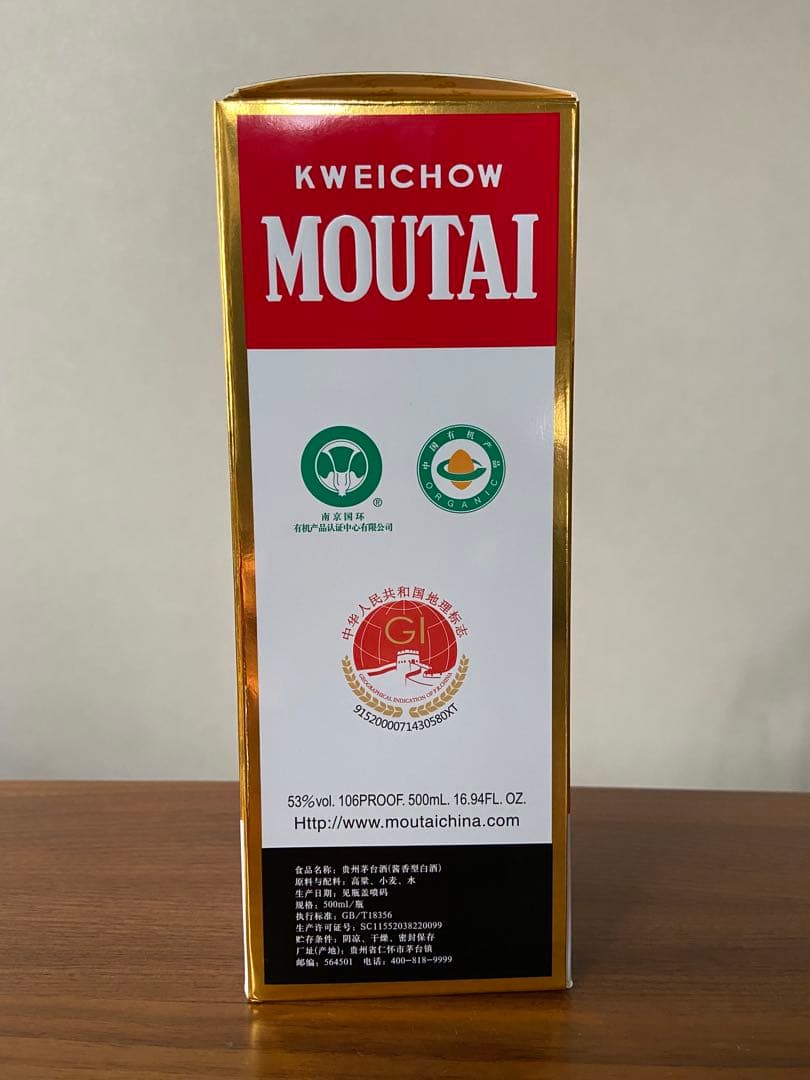 KWEICHOW
MOUTAI
®
南京国环
有机产品认证中心有限公司
中国有机产品
ORGANIC
中华人民共和国地理标志
GI
GEOGRAPHICAL INDICATION OF P.R.CHINA
9152000071430580XT
53%vol. 106PROOF. 500mL. 16.94FL. OZ.
Http://www.moutaichina.com
食品名称：贵州茅台酒(酱香型白酒)
原料与配料：高粱、小麦、水
生产日期：见瓶盖喷码
规格：500ml/瓶
执行标准：GB/T18356
生产许可证号：SC11552038220099
贮存条件：阴凉、干燥、密封保存
厂址(产地)：贵州省仁怀市茅台镇
邮编：564501 电话：400-818-9999